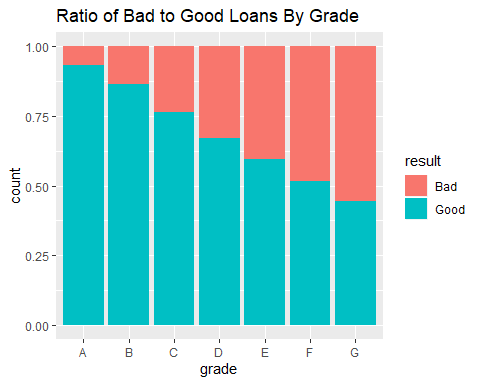 Ratio of Bad to Good Loans By Grade
count
1.00
0.75
0.50
0.25
0.00
A B C D E F G
grade
result
Bad
Good